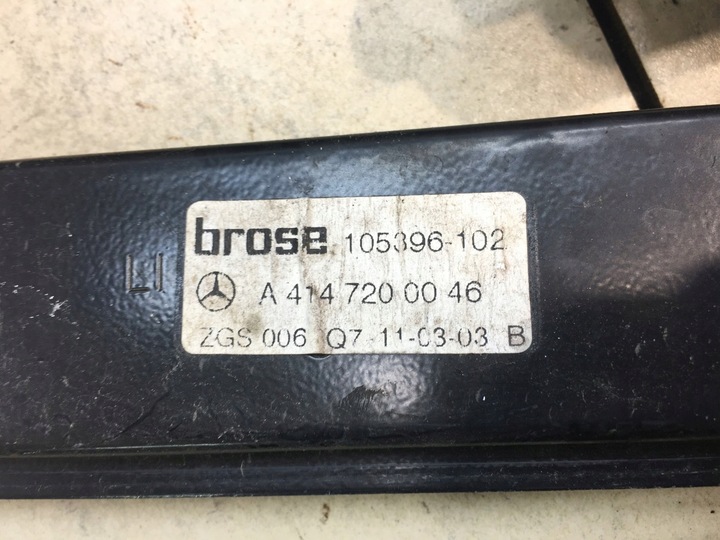 brose 105396-102
LI
A 414 720 00 46
ZGS 006 Q7 11-03-03 B